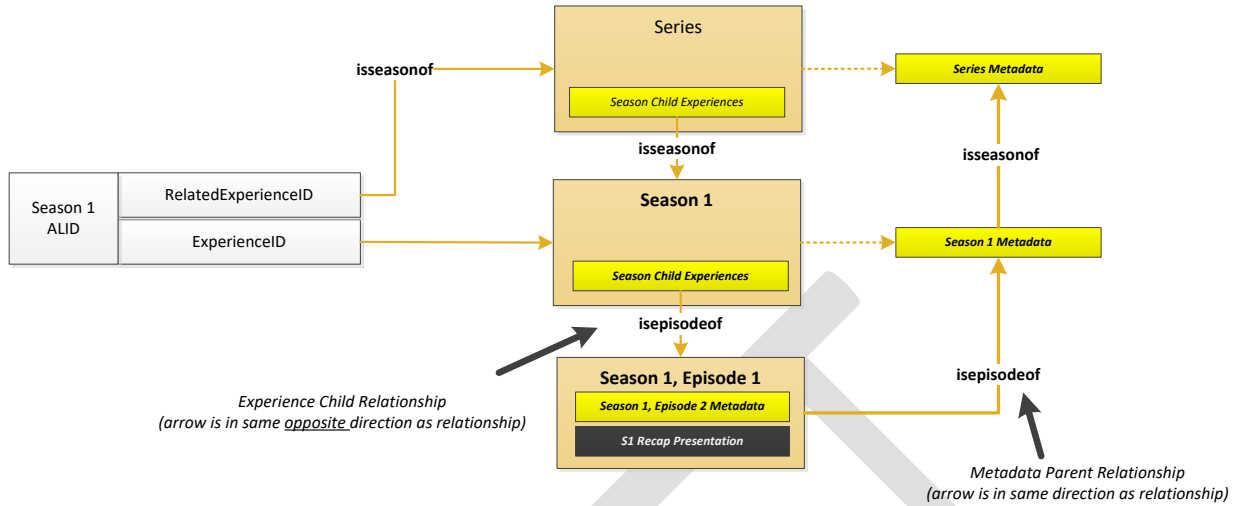 Series
isseasonof
Series Metadata
Season Child Experiences
isseasonof
isseasonof
Season 1
ALID
RelatedExperienceID
ExperienceID
Season 1
Season 1 Metadata
Season Child Experiences
isepisodeof
Season 1, Episode 1
isepisodeof
Season 1, Episode 2 Metadata
S1 Recap Presentation
Experience Child Relationship
(arrow is in same opposite direction as relationship)
Metadata Parent Relationship
(arrow is in same direction as relationship)